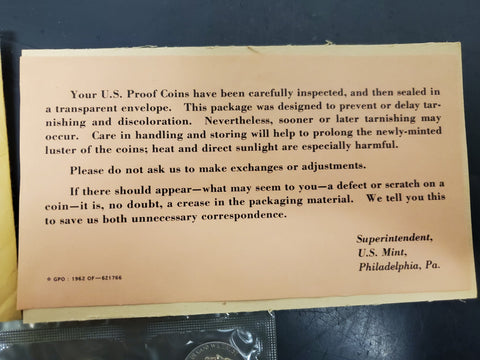 Your U.S. Proof Coins have been carefully inspected, and then sealed in
a transparent envelope. This package was designed to prevent or delay tar-
nishing and discoloration. Nevertheless, sooner or later tarnishing may
occur. Care in handling and storing will help to prolong the newly-minted
luster of the coins; heat and direct sunlight are especially harmful.
Please do not ask us to make exchanges or adjustments.
If there should appear—what may seem to you—a defect or scratch on a
coin—it is, no doubt, a crease in the packaging material. We tell you this
to save us both unnecessary correspondence.
Superintendent,
U.S. Mint,
Philadelphia, Pa.
☆ GPO : 1962 OF—621766